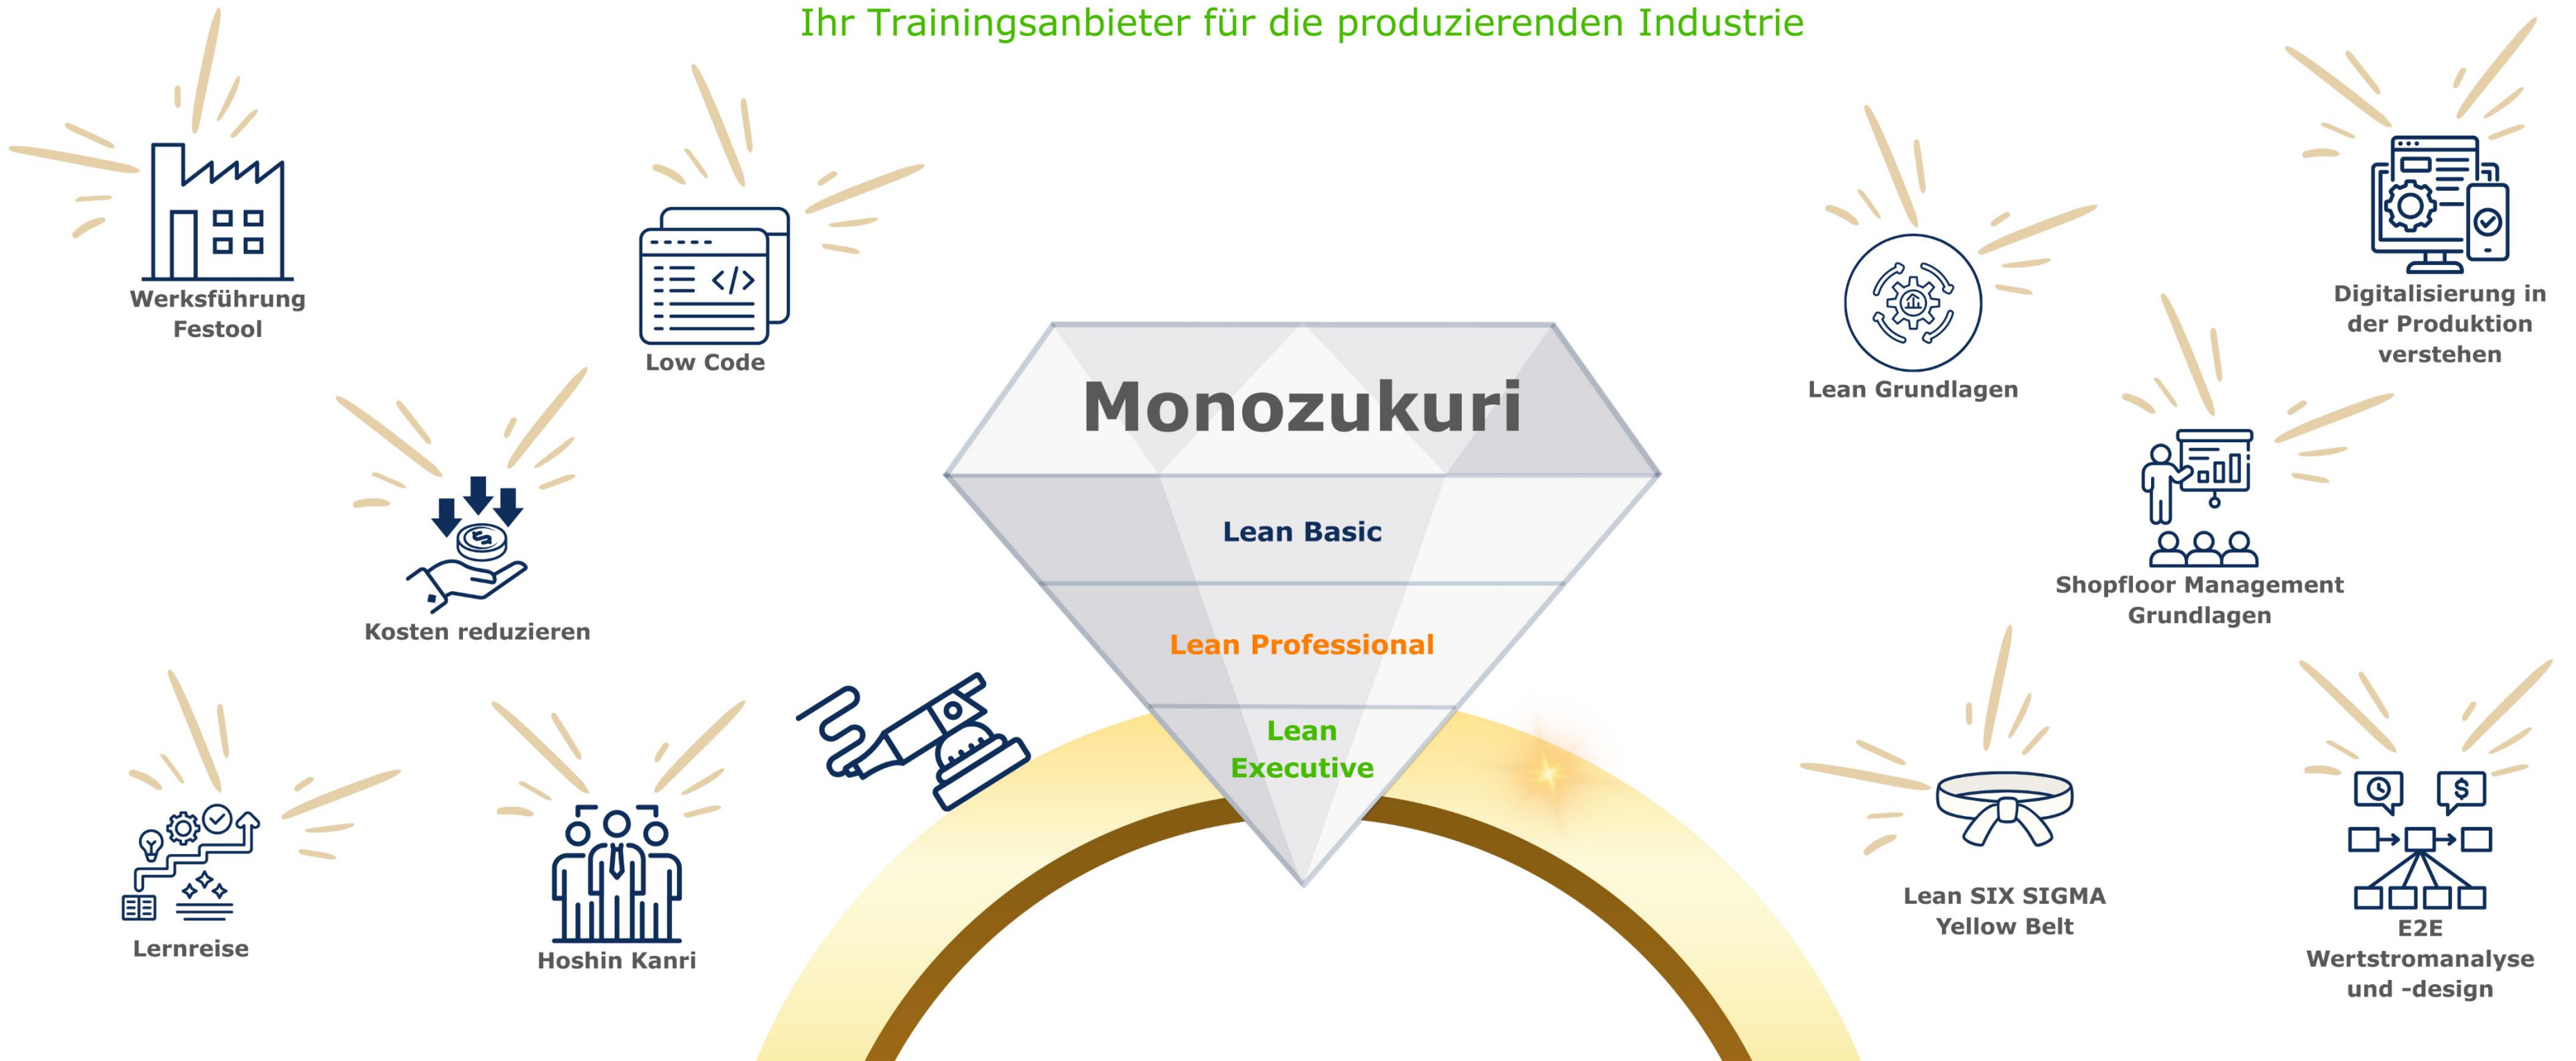 Ihr Trainingsanbieter für die produzierenden Industrie
Werksführung
Festool
Low Code
Kosten reduzieren
Lernreise
Hoshin Kanri
Monozukuri
Lean Basic
Lean Professional
Lean
Executive
Lean Grundlagen
Digitalisierung in
der Produktion
verstehen
Shopfloor Management
Grundlagen
Lean SIX SIGMA
Yellow Belt
E2E
Wertstromanalyse
und -design